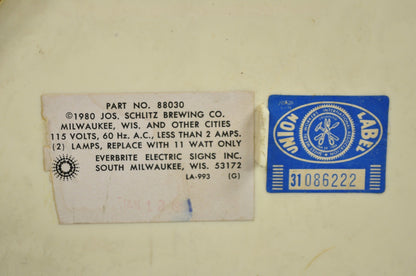 PART NO. 88030
©1980 JOS. SCHLITZ BREWING CO.
MILWAUKEE, WIS. AND OTHER CITIES
115 VOLTS, 60 Hz. A.C., LESS THAN 2 AMPS.
(2) LAMPS, REPLACE WITH 11 WATT ONLY
EVERBRITE ELECTRIC SIGNS INC.
SOUTH MILWAUKEE, WIS. 53172
LA-993 (G)
UNION LABEL
31 086222